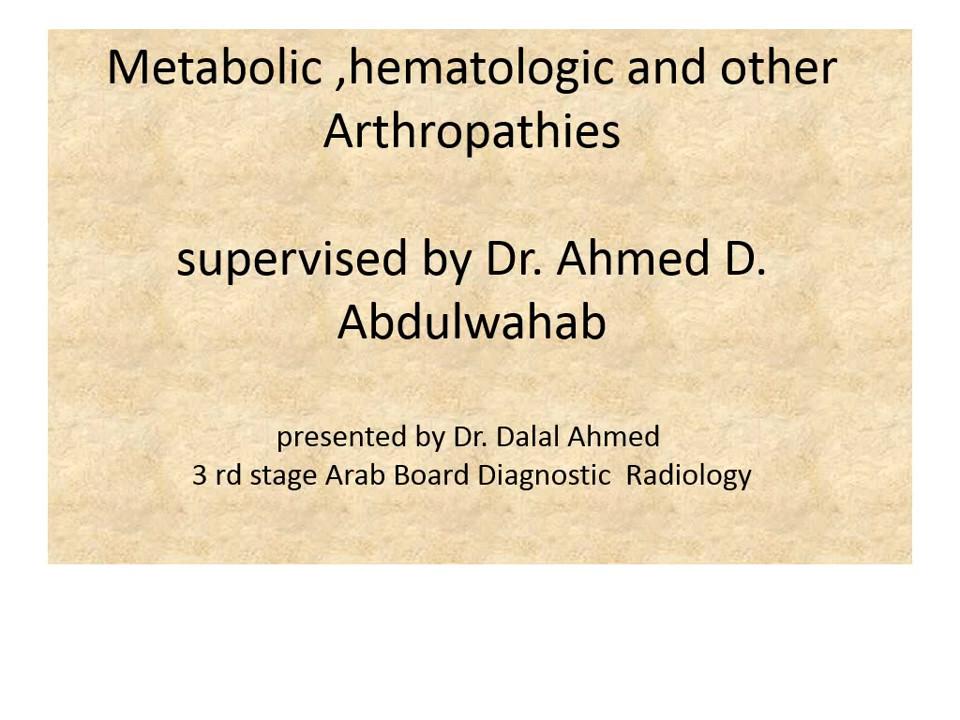 Metabolic ,hematologic and other
Arthropathies
supervised by Dr. Ahmed D.
Abdulwahab
presented by Dr. Dalal Ahmed
3 rd stage Arab Board Diagnostic  Radiology